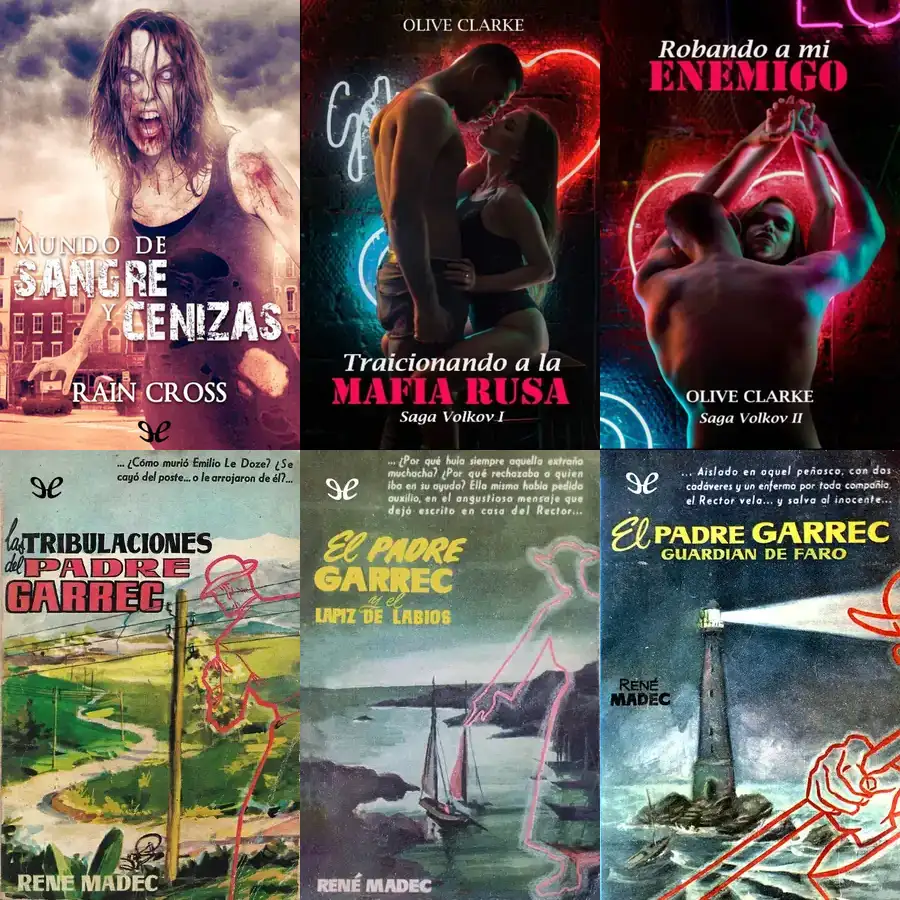 MUNDO DE
SANGRE
Y
CENIZAS
RAIN CROSS
OLIVE CLARKE
Traicionando a la
MAFIA RUSA
Saga Volkov I
Robando a mi
ENEMIGO
OLIVE CLARKE
Saga Volkov II
... ¿Cómo murió Emilio Le Doze? ¿Se
cayó del poste... o le arrojaron de él?...
las TRIBULACIONES
del PADRE
GARREC
RENE MADEC
... ¿Por qué huia siempre aquella extraña
muchacha? ¿Por qué rechazaba a quien
iba en su ayuda? Ella misma habia pedido
auxilio, en el angustioso mensaje que
dejó escrito en casa del Rector...
El PADRE
GARREC
y el
LAPIZ DE LABIOS
RENÉ MADEC
... Aislado en aquel peñasco, con dos
cadáveres y un enfermo por toda compañia,
el Rector vela... y salva al inocente...
El PADRE GARREC
GUARDIAN DE FARO
RENÉ
MADEC